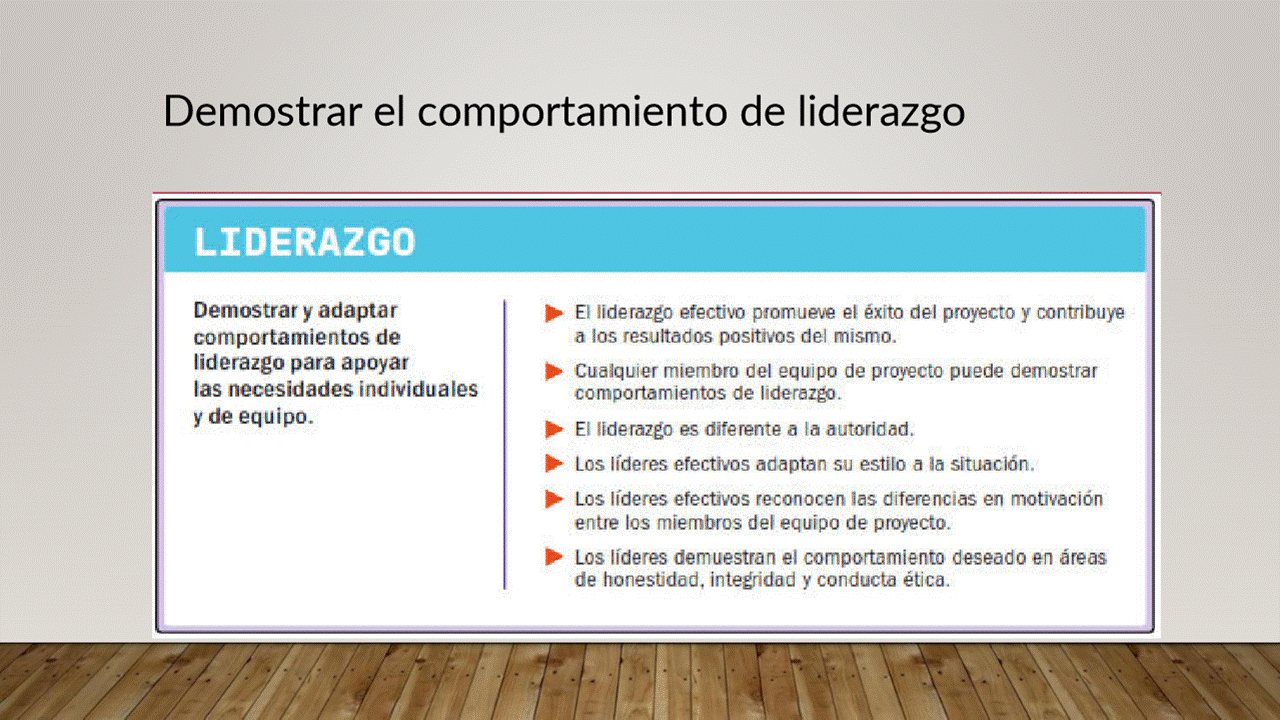 Demostrar el comportamiento de liderazgo
LIDERAZGO
Demostrar y adaptar
comportamientos de
liderazgo para apoyar
las necesidades individuales
y de equipo.
El liderazgo efectivo promueve el éxito del proyecto y contribuye
a los resultados positivos del mismo.
Cualquier miembro del equipo de proyecto puede demostrar
comportamientos de liderazgo.
El liderazgo es diferente a la autoridad.
Los líderes efectivos adaptan su estilo a la situación.
Los líderes efectivos reconocen las diferencias en motivación
entre los miembros del equipo de proyecto.
Los líderes demuestran el comportamiento deseado en áreas
de honestidad, integridad y conducta ética.